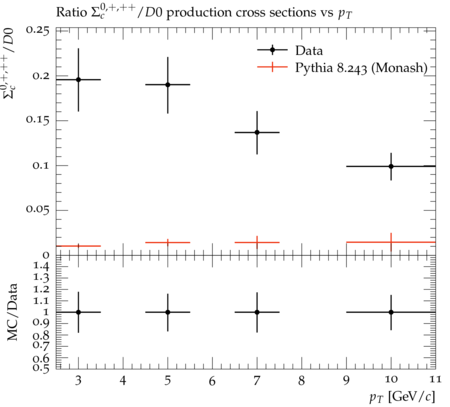 Ratio Σc0,+,++/D0 production cross sections vs pT
Σc0,+,++/D0
0.25
0.2
0.15
0.1
0.05
0
Data
Pythia 8.243 (Monash)
MC/Data
1.4
1.3
1.2
1.1
1
0.9
0.8
0.7
0.6
0.5
3 4 5 6 7 8 9 10 11
pT [GeV/c]